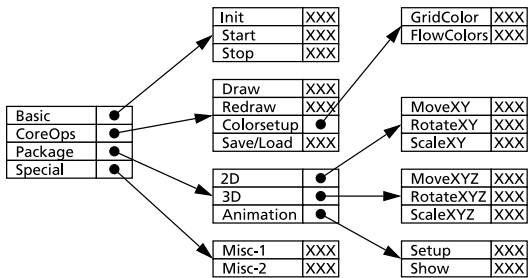 Basic
CoreOps
Package
Special
Init XXX
Start XXX
Stop XXX
Draw XXX
Redraw XXX
Colorsetup
Save/Load XXX
2D
3D
Animation
Misc-1 XXX
Misc-2 XXX
GridColor XXX
FlowColors XXX
MoveXY XXX
RotateXY XXX
ScaleXY XXX
MoveXYZ XXX
RotateXYZ XXX
ScaleXYZ XXX
Setup XXX
Show XXX